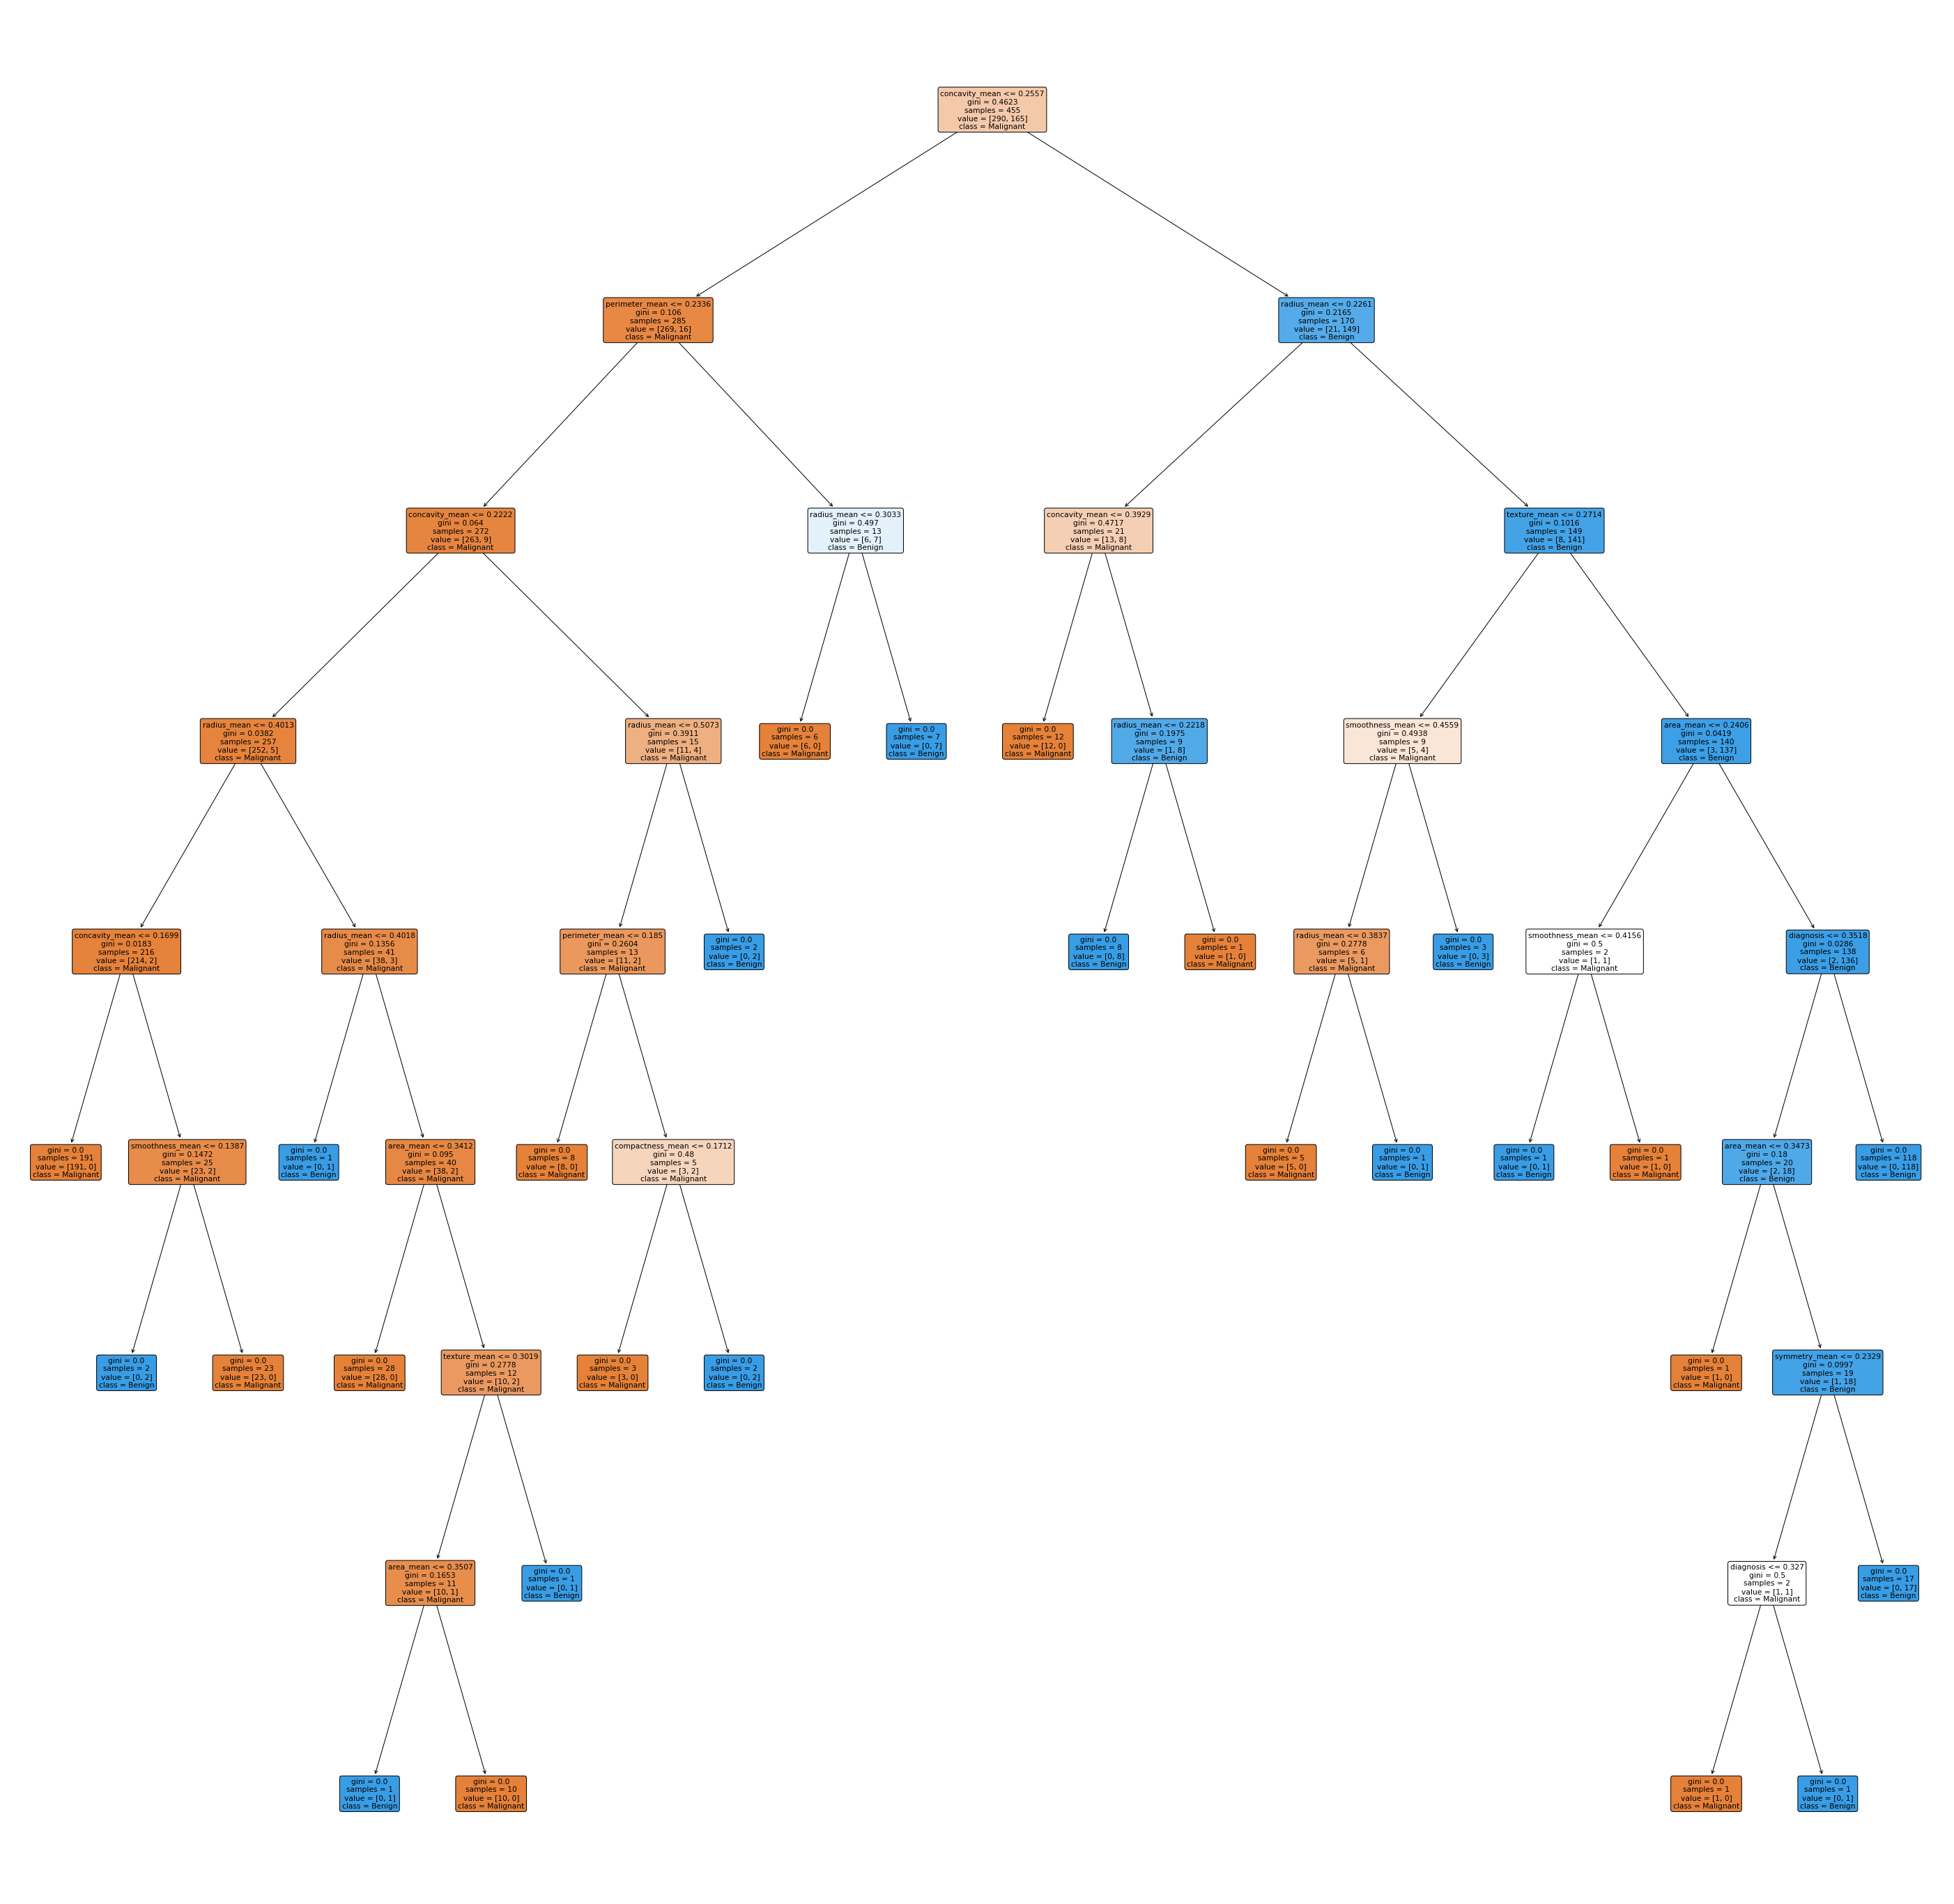 concavity_mean <= 0.2557
gini = 0.4623
samples = 455
value = [290, 165]
class = Malignant
perimeter_mean <= 0.2336
gini = 0.106
samples = 285
value = [269, 16]
class = Malignant
radius_mean <= 0.2261
gini = 0.2165
samples = 170
value = [21, 149]
class = Benign
concavity_mean <= 0.2222
gini = 0.064
samples = 272
value = [263, 9]
class = Malignant
radius_mean <= 0.3033
gini = 0.497
samples = 13
value = [6, 7]
class = Benign
concavity_mean <= 0.3929
gini = 0.4717
samples = 21
value = [13, 8]
class = Malignant
texture_mean <= 0.2714
gini = 0.1016
samples = 149
value = [8, 141]
class = Benign
radius_mean <= 0.4013
gini = 0.0382
samples = 257
value = [252, 5]
class = Malignant
radius_mean <= 0.5073
gini = 0.3911
samples = 15
value = [11, 4]
class = Malignant
gini = 0.0
samples = 6
value = [6, 0]
class = Malignant
gini = 0.0
samples = 7
value = [0, 7]
class = Benign
gini = 0.0
samples = 12
value = [12, 0]
class = Malignant
radius_mean <= 0.2218
gini = 0.1975
samples = 9
value = [1, 8]
class = Benign
smoothness_mean <= 0.4559
gini = 0.4938
samples = 9
value = [5, 4]
class = Malignant
area_mean <= 0.2406
gini = 0.0419
samples = 140
value = [3, 137]
class = Benign
concavity_mean <= 0.1699
gini = 0.0183
samples = 216
value = [214, 2]
class = Malignant
radius_mean <= 0.4018
gini = 0.1356
samples = 41
value = [38, 3]
class = Malignant
perimeter_mean <= 0.185
gini = 0.2604
samples = 13
value = [11, 2]
class = Malignant
gini = 0.0
samples = 2
value = [0, 2]
class = Benign
gini = 0.0
samples = 8
value = [0, 8]
class = Benign
gini = 0.0
samples = 1
value = [1, 0]
class = Malignant
radius_mean <= 0.3837
gini = 0.2778
samples = 6
value = [5, 1]
class = Malignant
gini = 0.0
samples = 3
value = [0, 3]
class = Benign
smoothness_mean <= 0.4156
gini = 0.5
samples = 2
value = [1, 1]
class = Malignant
diagnosis <= 0.3518
gini = 0.0286
samples = 138
value = [2, 136]
class = Benign
gini = 0.0
samples = 191
value = [191, 0]
class = Malignant
smoothness_mean <= 0.1387
gini = 0.1472
samples = 25
value = [23, 2]
class = Malignant
gini = 0.0
samples = 1
value = [0, 1]
class = Benign
area_mean <= 0.3412
gini = 0.095
samples = 40
value = [38, 2]
class = Malignant
gini = 0.0
samples = 8
value = [8, 0]
class = Malignant
compactness_mean <= 0.1712
gini = 0.48
samples = 5
value = [3, 2]
class = Malignant
gini = 0.0
samples = 5
value = [5, 0]
class = Malignant
gini = 0.0
samples = 1
value = [0, 1]
class = Benign
gini = 0.0
samples = 1
value = [0, 1]
class = Benign
gini = 0.0
samples = 1
value = [1, 0]
class = Malignant
area_mean <= 0.3473
gini = 0.18
samples = 20
value = [2, 18]
class = Benign
gini = 0.0
samples = 118
value = [0, 118]
class = Benign
gini = 0.0
samples = 2
value = [0, 2]
class = Benign
gini = 0.0
samples = 23
value = [23, 0]
class = Malignant
gini = 0.0
samples = 28
value = [28, 0]
class = Malignant
texture_mean <= 0.3019
gini = 0.2778
samples = 12
value = [10, 2]
class = Malignant
gini = 0.0
samples = 3
value = [3, 0]
class = Malignant
gini = 0.0
samples = 2
value = [0, 2]
class = Benign
gini = 0.0
samples = 1
value = [1, 0]
class = Malignant
symmetry_mean <= 0.2329
gini = 0.0997
samples = 19
value = [1, 18]
class = Benign
area_mean <= 0.3507
gini = 0.1653
samples = 11
value = [10, 1]
class = Malignant
gini = 0.0
samples = 1
value = [0, 1]
class = Benign
diagnosis <= 0.327
gini = 0.5
samples = 2
value = [1, 1]
class = Malignant
gini = 0.0
samples = 17
value = [0, 17]
class = Benign
gini = 0.0
samples = 1
value = [0, 1]
class = Benign
gini = 0.0
samples = 10
value = [10, 0]
class = Malignant
gini = 0.0
samples = 1
value = [1, 0]
class = Malignant
gini = 0.0
samples = 1
value = [0, 1]
class = Benign